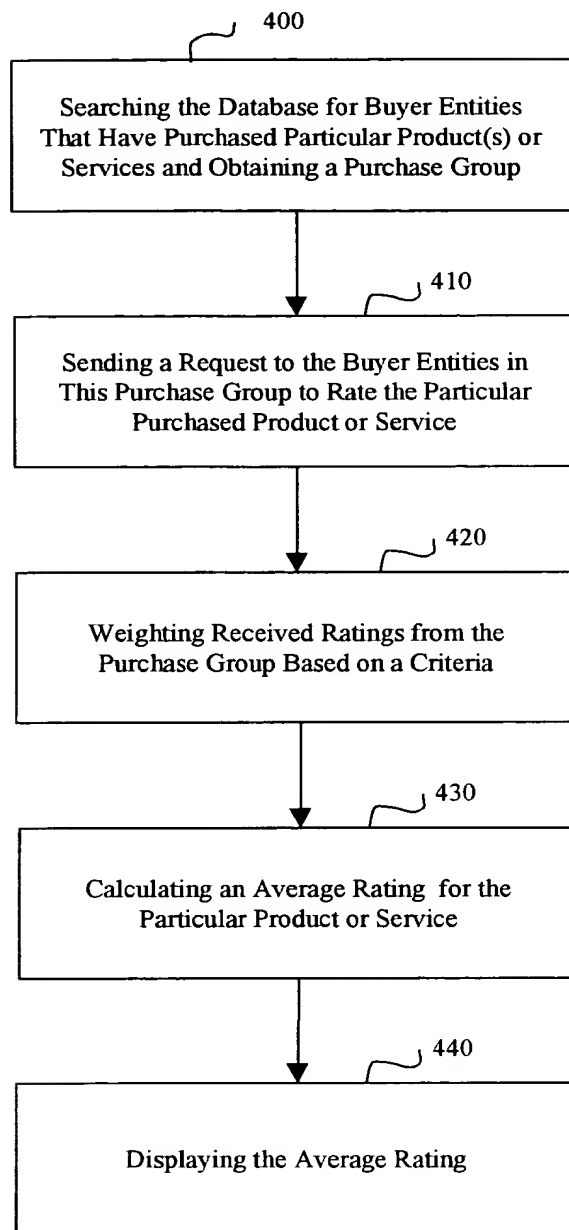 400
Searching the Database for Buyer Entities
That Have Purchased Particular Product(s) or
Services and Obtaining a Purchase Group
410
Sending a Request to the Buyer Entities in
This Purchase Group to Rate the Particular
Purchased Product or Service
420
Weighting Received Ratings from the
Purchase Group Based on a Criteria
430
Calculating an Average Rating for the
Particular Product or Service
440
Displaying the Average Rating